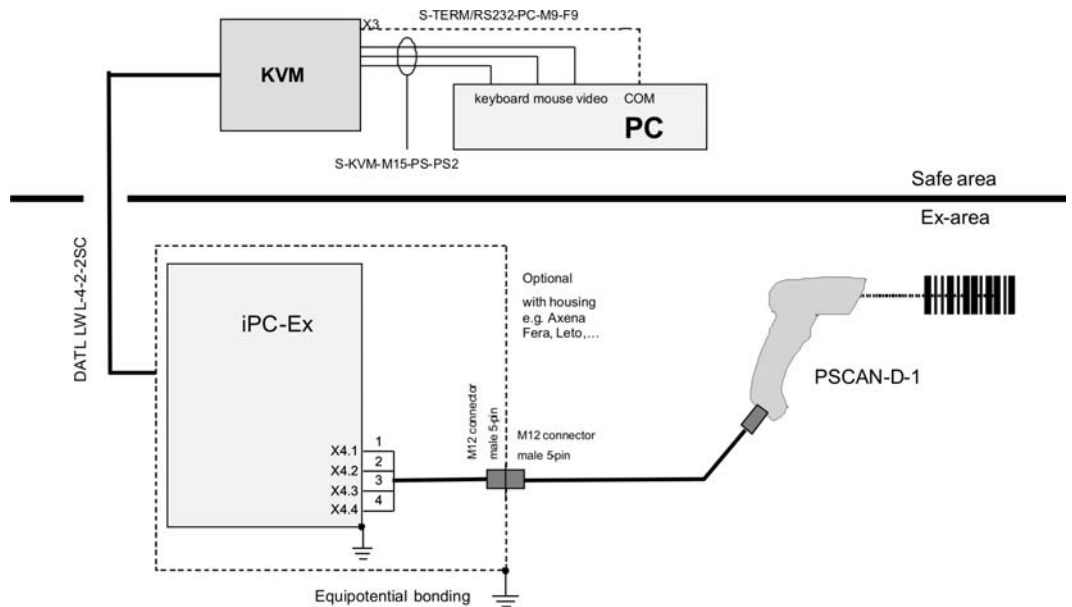 S-TERM/RS232-PC-M9-F9
X3
KVM
keyboard mouse video COM
PC
S-KVM-M15-PS-PS2
Safe area
Ex-area
DATL LWL-4-2-2SC
iPC-Ex
Optional
with housing
e.g. Axena
Fera, Leto,...
PSCAN-D-1
M12 connector
male 5-pin
M12 connector
male 5-pin
X4.1 1
X4.2 2
X4.3 3
X4.4 4
Equipotential bonding